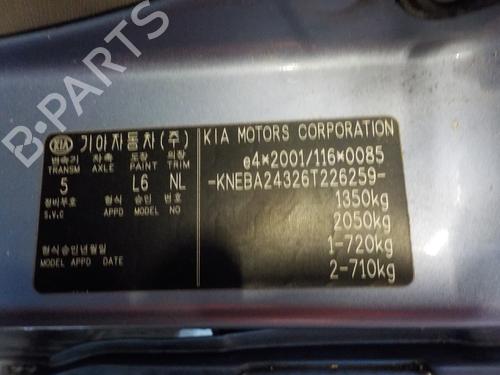 KIA 기아자동차(주)
변속기 차축 도장 의장
TRANSM AXLE PAINT TRIM
5 L6 NL
정비부호 형식 승인 번호
S.V.C APPD MODEL NO
형식승인년월일
MODEL APPD DATE
KIA MOTORS CORPORATION
e4*2001/116*0085
-KNEBA24326T226259-
1350kg
2050kg
1-720kg
2-710kg
B-PARTS